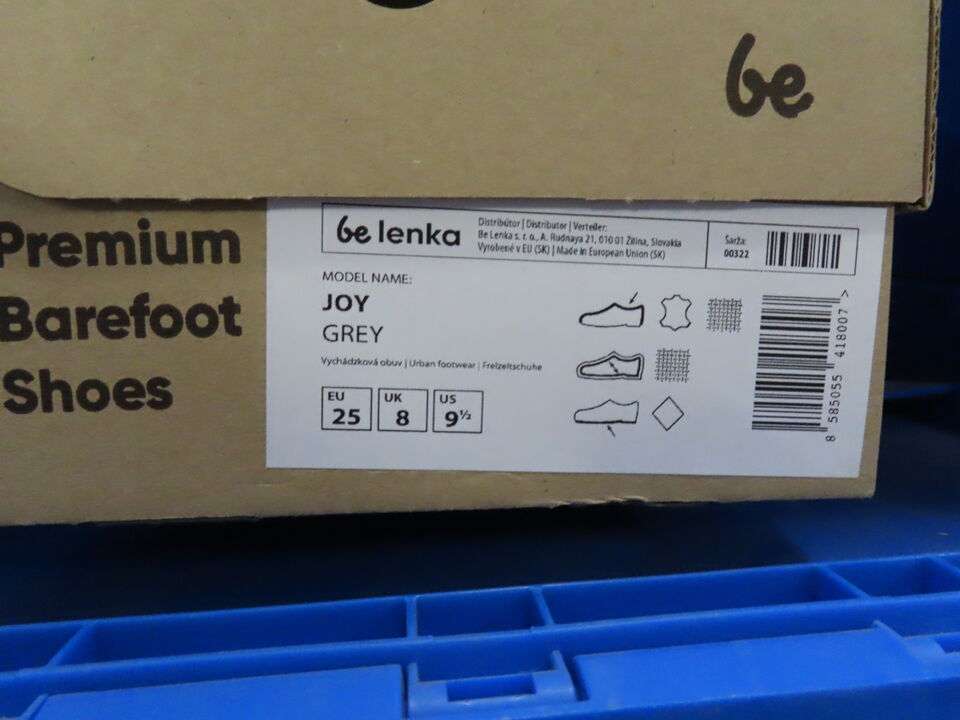 be
Premium
Barefoot
Shoes
be lenka
Distribútor | Distributor | Verteiler:
Be Lenka s. r. o., A. Rudnaya 21, 010 01 Žilina, Slovakia
Vyrobené v EÚ (SK) | Made in European Union (SK)
Šarža:
00322
MODEL NAME:
JOY
GREY
Vychádzková obuv | Urban footwear | Freizeitschuhe
EU
25
UK
8
US
9½
8 585055 418007 >